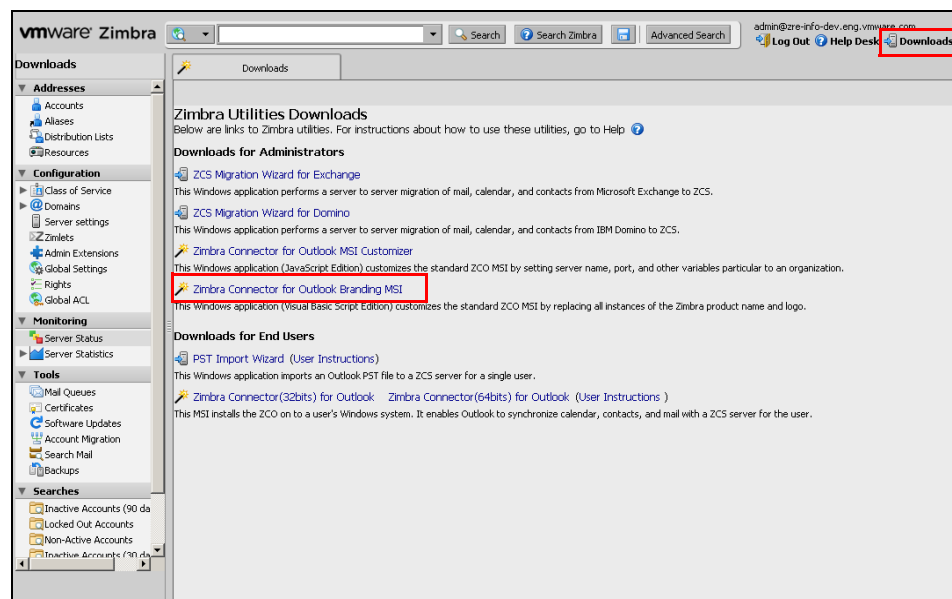 vmware Zimbra
Search
Search Zimbra
Advanced Search
admin@zre-info-dev.eng.vmware.com
Log Out
Help Desk
Downloads
Downloads
Downloads
Addresses
Accounts
Aliases
Distribution Lists
Resources
Configuration
Class of Service
Domains
Server settings
Zimlets
Admin Extensions
Global Settings
Rights
Global ACL
Monitoring
Server Status
Server Statistics
Tools
Mail Queues
Certificates
Software Updates
Account Migration
Search Mail
Backups
Searches
Inactive Accounts (90 da
Locked Out Accounts
Non-Active Accounts
Inactive Accounts (30 da
Zimbra Utilities Downloads
Below are links to Zimbra utilities. For instructions about how to use these utilities, go to Help
Downloads for Administrators
ZCS Migration Wizard for Exchange
This Windows application performs a server to server migration of mail, calendar, and contacts from Microsoft Exchange to ZCS.
ZCS Migration Wizard for Domino
This Windows application performs a server to server migration of mail, calendar, and contacts from IBM Domino to ZCS.
Zimbra Connector for Outlook MSI Customizer
This Windows application (JavaScript Edition) customizes the standard ZCO MSI by setting server name, port, and other variables particular to an organization.
Zimbra Connector for Outlook Branding MSI
This Windows application (Visual Basic Script Edition) customizes the standard ZCO MSI by replacing all instances of the Zimbra product name and logo.
Downloads for End Users
PST Import Wizard (User Instructions)
This Windows application imports an Outlook PST file to a ZCS server for a single user.
Zimbra Connector(32bits) for Outlook Zimbra Connector(64bits) for Outlook (User Instructions )
This MSI installs the ZCO on to a user's Windows system. It enables Outlook to synchronize calendar, contacts, and mail with a ZCS server for the user.